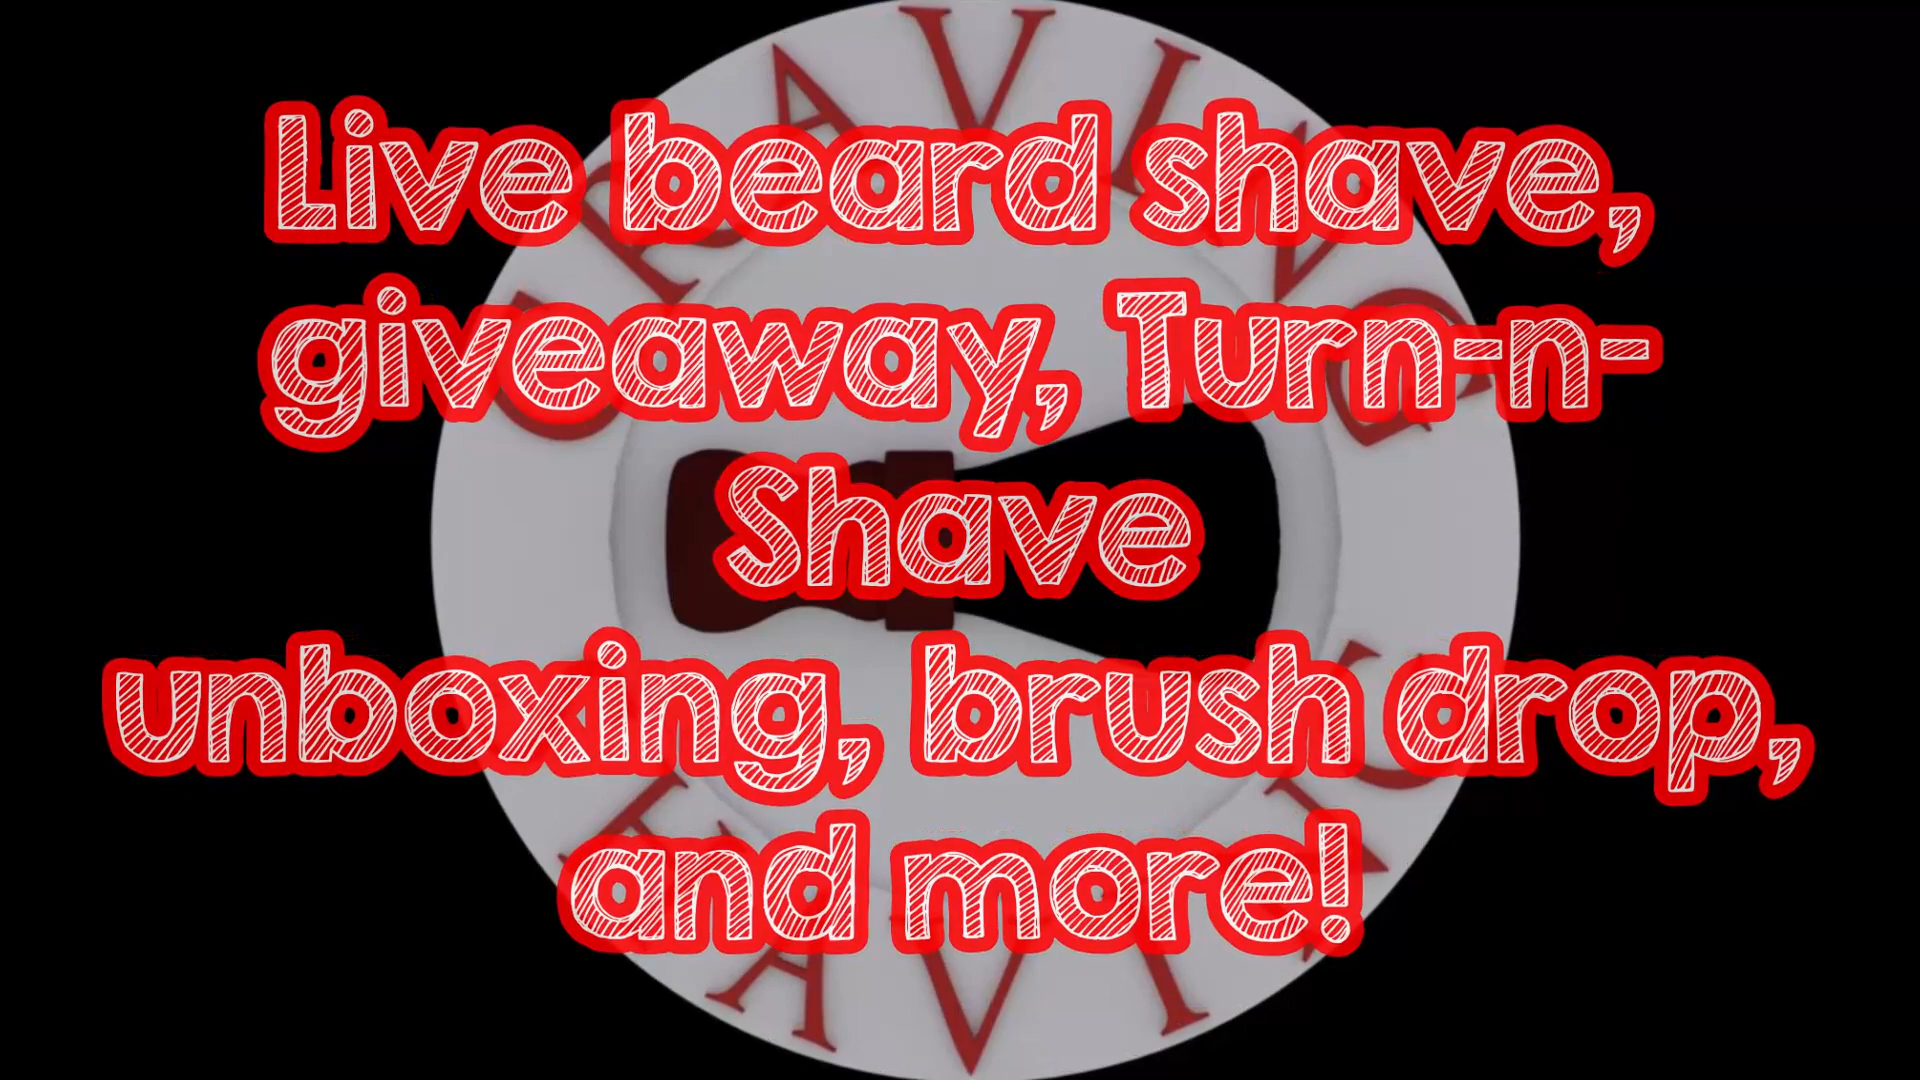 Live beard shave,
giveaway, Turn-n-
Shave
unboxing, brush drop,
and more!